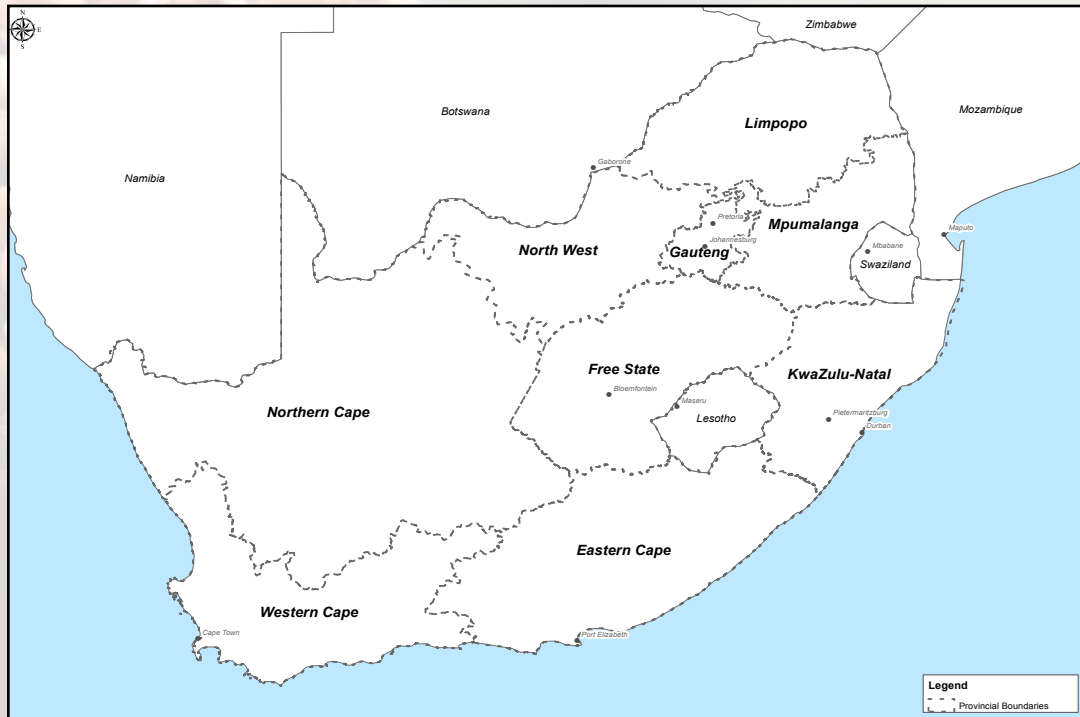 N
E
S
Zimbabwe
Mozambique
Botswana
Limpopo
Gaborone
Namibia
Pretoria
Mpumalanga
Maputo
North West
Johannesburg
Gauteng
Mbabane
Swaziland
Free State
KwaZulu-Natal
Bloemfontein
Maseru
Northern Cape
Lesotho
Pietermaritzburg
Durban
Eastern Cape
Western Cape
Cape Town
Port Elizabeth
Legend
Provincial Boundaries